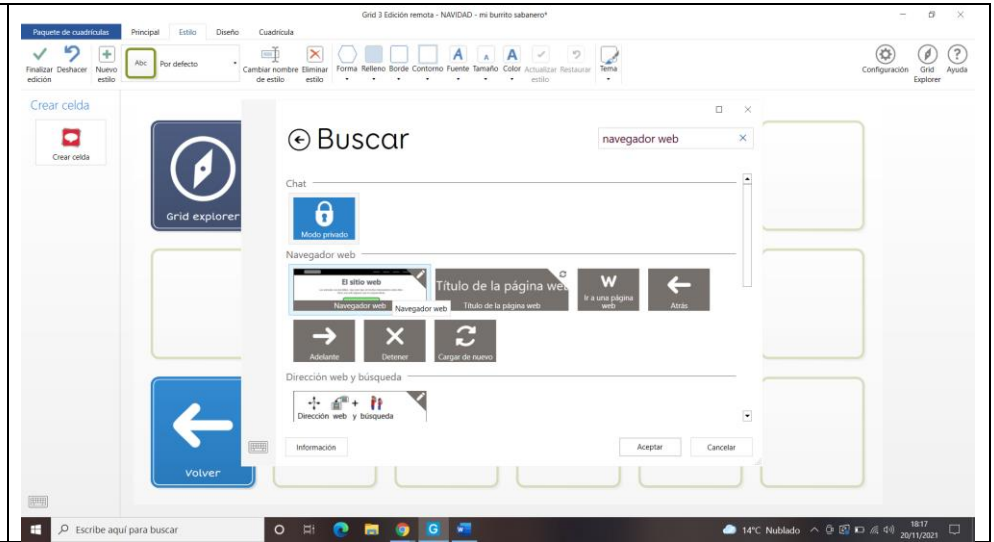 Grid 3 Edición remota - NAVIDAD - mi burrito sabanero*
Paquete de cuadrículas Principal Estilo Diseño Cuadrícula
Finalizar edición
Deshacer
Nuevo estilo
Abc Por defecto
Cambiar nombre de estilo
Eliminar estilo
Forma Relleno Borde Contorno Fuente Tamaño Color
Actualizar estilo
Restaurar
Tema
Configuración
Grid Explorer
Ayuda
Crear celda
Crear celda
Grid explorer
Volver
Buscar
navegador web
Chat
Modo privado
Navegador web
El sitio web
Navegador web
Navegador web
Título de la página we
Título de la página web
W
Ir a una página web
Atrás
Adelante
Detener
Cargar de nuevo
Dirección web y búsqueda
Dirección web y búsqueda
Información
Aceptar
Cancelar
Escribe aquí para buscar
G
14°C Nublado
18:17
20/11/2021